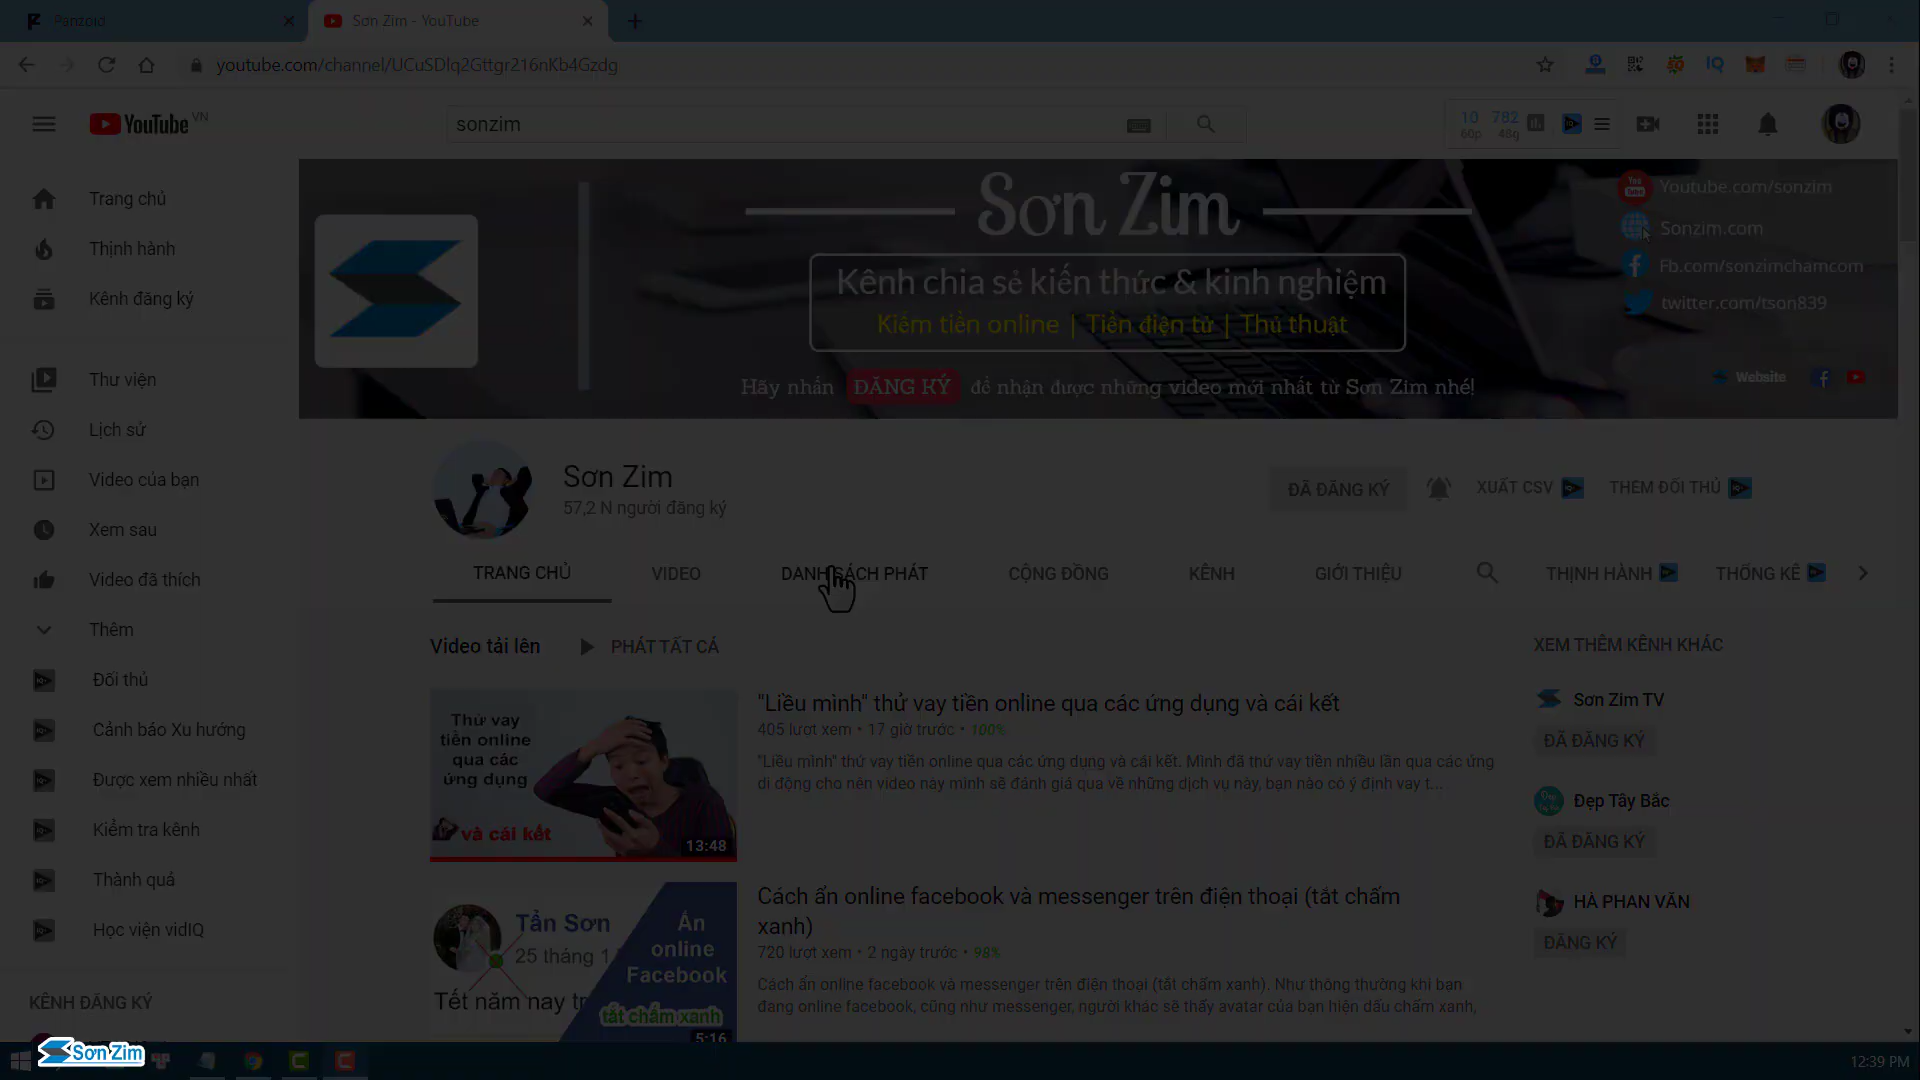 Panzoid
Sơn Zim - YouTube
youtube.com/channel/UCuSDlq2Gttgr216nKb4Gzdg
YouTube VN
sonzim
10 782
60p 48g
Trang chủ
Thịnh hành
Kênh đăng ký
Thư viện
Lịch sử
Video của bạn
Xem sau
Video đã thích
Thêm
Đối thủ
Cảnh báo Xu hướng
Được xem nhiều nhất
Kiểm tra kênh
Thành quả
Học viện vidIQ
KÊNH ĐĂNG KÝ
Sơn Zim
Kênh chia sẻ kiến thức & kinh nghiệm
Kiếm tiền online | Tiền điện tử | Thủ thuật
Hãy nhấn ĐĂNG KÝ để nhận được những video mới nhất từ Sơn Zim nhé!
Youtube.com/sonzim
Sonzim.com
Fb.com/sonzimchamcom
twitter.com/tson839
Website
Sơn Zim
57,2 N người đăng ký
ĐÃ ĐĂNG KÝ
XUẤT CSV
THÊM ĐỐI THỦ
TRANG CHỦ
VIDEO
DANH SÁCH PHÁT
CỘNG ĐỒNG
KÊNH
GIỚI THIỆU
THỊNH HÀNH
THỐNG KÊ
Video tải lên
PHÁT TẤT CẢ
Thử vay
tiền online
qua các
ứng dụng
và cái kết
13:48
"Liều mình" thử vay tiền online qua các ứng dụng và cái kết
405 lượt xem • 17 giờ trước • 100%
"Liều mình" thử vay tiền online qua các ứng dụng và cái kết. Mình đã thử vay tiền nhiều lần qua các ứng
di động cho nên video này mình sẽ đánh giá qua về những dịch vụ này, bạn nào có ý định vay t...
Tẩn Sơn
25 tháng 1
Tết năm nay tr
Ẩn
online
Facebook
tắt chấm xanh
5:16
Cách ẩn online facebook và messenger trên điện thoại (tắt chấm
xanh)
720 lượt xem • 2 ngày trước • 98%
Cách ẩn online facebook và messenger trên điện thoại (tắt chấm xanh). Như thông thường khi bạn
đang online facebook, cũng như messenger, người khác sẽ thấy avatar của bạn hiện dấu chấm xanh,
XEM THÊM KÊNH KHÁC
Sơn Zim TV
ĐÃ ĐĂNG KÝ
Đẹp Tây Bắc
ĐÃ ĐĂNG KÝ
HÀ PHAN VĂN
ĐĂNG KÝ
Sơn Zim
12:39 PM